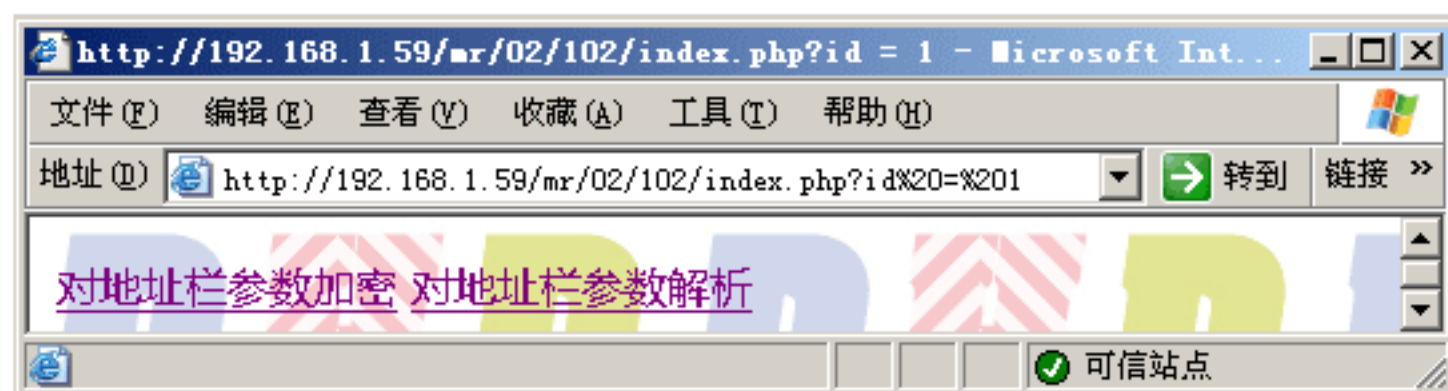 http://192.168.1.59/mr/02/102/index.php?id = 1 - Microsoft Int...
文件(F) 编辑(E) 查看(V) 收藏(A) 工具(T) 帮助(H)
地址(D) http://192.168.1.59/mr/02/102/index.php?id%20=%201 转到 链接 »
对地址栏参数加密 对地址栏参数解析
可信站点